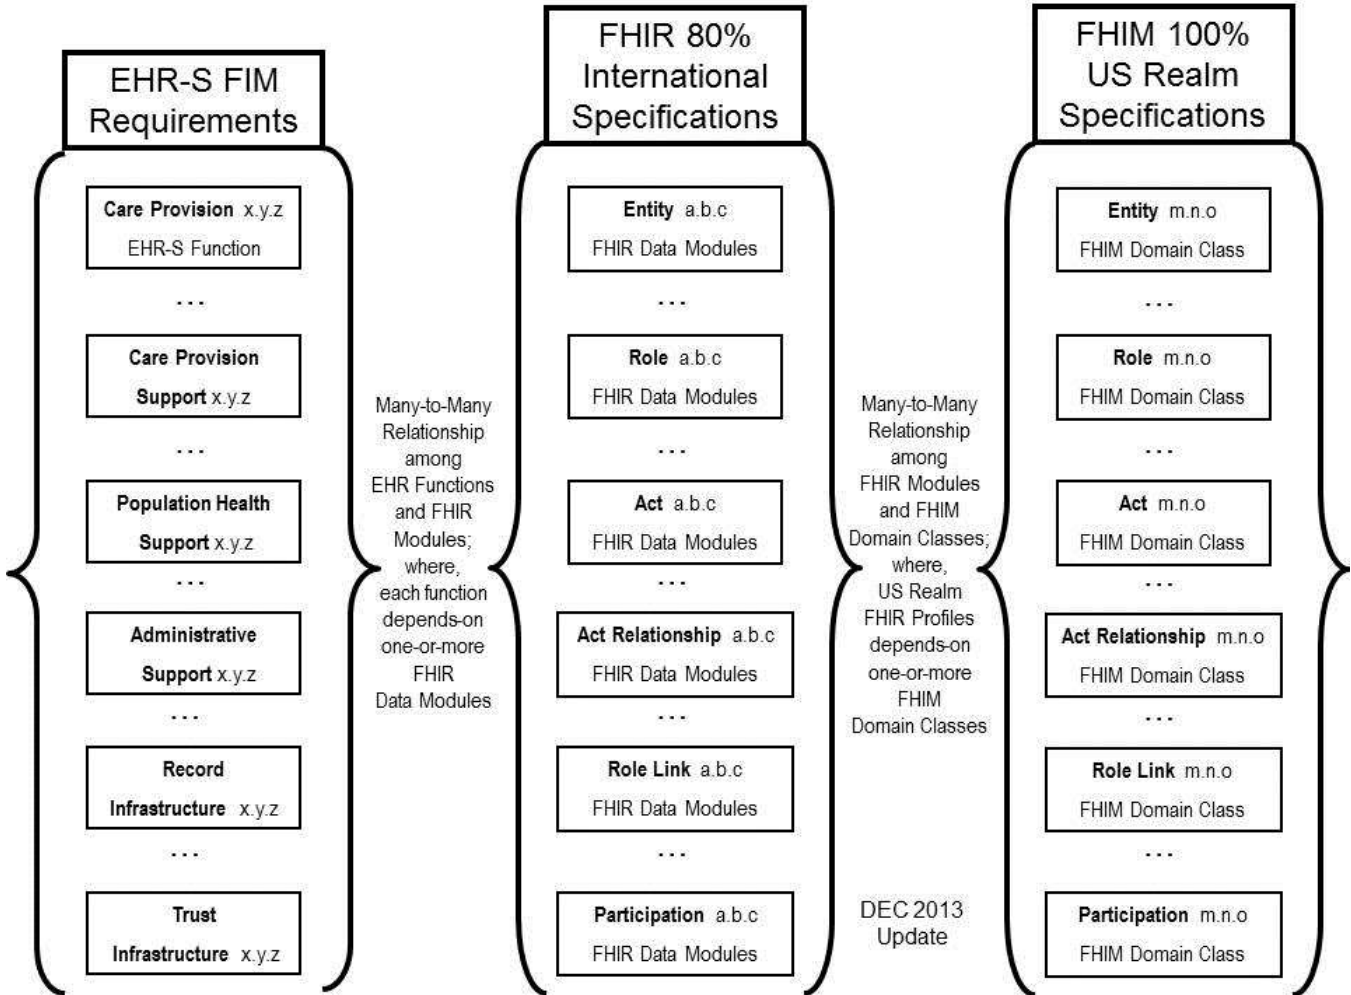 EHR-S FIM
Requirements
Care Provision x.y.z
EHR-S Function
...
Care Provision
Support x.y.z
...
Population Health
Support x.y.z
...
Administrative
Support x.y.z
...
Record
Infrastructure x.y.z
...
Trust
Infrastructure x.y.z
Many-to-Many
Relationship
among
EHR Functions
and FHIR
Modules;
where,
each function
depends-on
one-or-more
FHIR
Data Modules
FHIR 80%
International
Specifications
Entity a.b.c
FHIR Data Modules
...
Role a.b.c
FHIR Data Modules
...
Act a.b.c
FHIR Data Modules
...
Act Relationship a.b.c
FHIR Data Modules
...
Role Link a.b.c
FHIR Data Modules
...
Participation a.b.c
FHIR Data Modules
Many-to-Many
Relationship
among
FHIR Modules
and FHIM
Domain Classes;
where,
US Realm
FHIR Profiles
depends-on
one-or-more
FHIM
Domain Classes
DEC 2013
Update
FHIM 100%
US Realm
Specifications
Entity m.n.o
FHIM Domain Class
...
Role m.n.o
FHIM Domain Class
...
Act m.n.o
FHIM Domain Class
...
Act Relationship m.n.o
FHIM Domain Class
...
Role Link m.n.o
FHIM Domain Class
...
Participation m.n.o
FHIM Domain Class